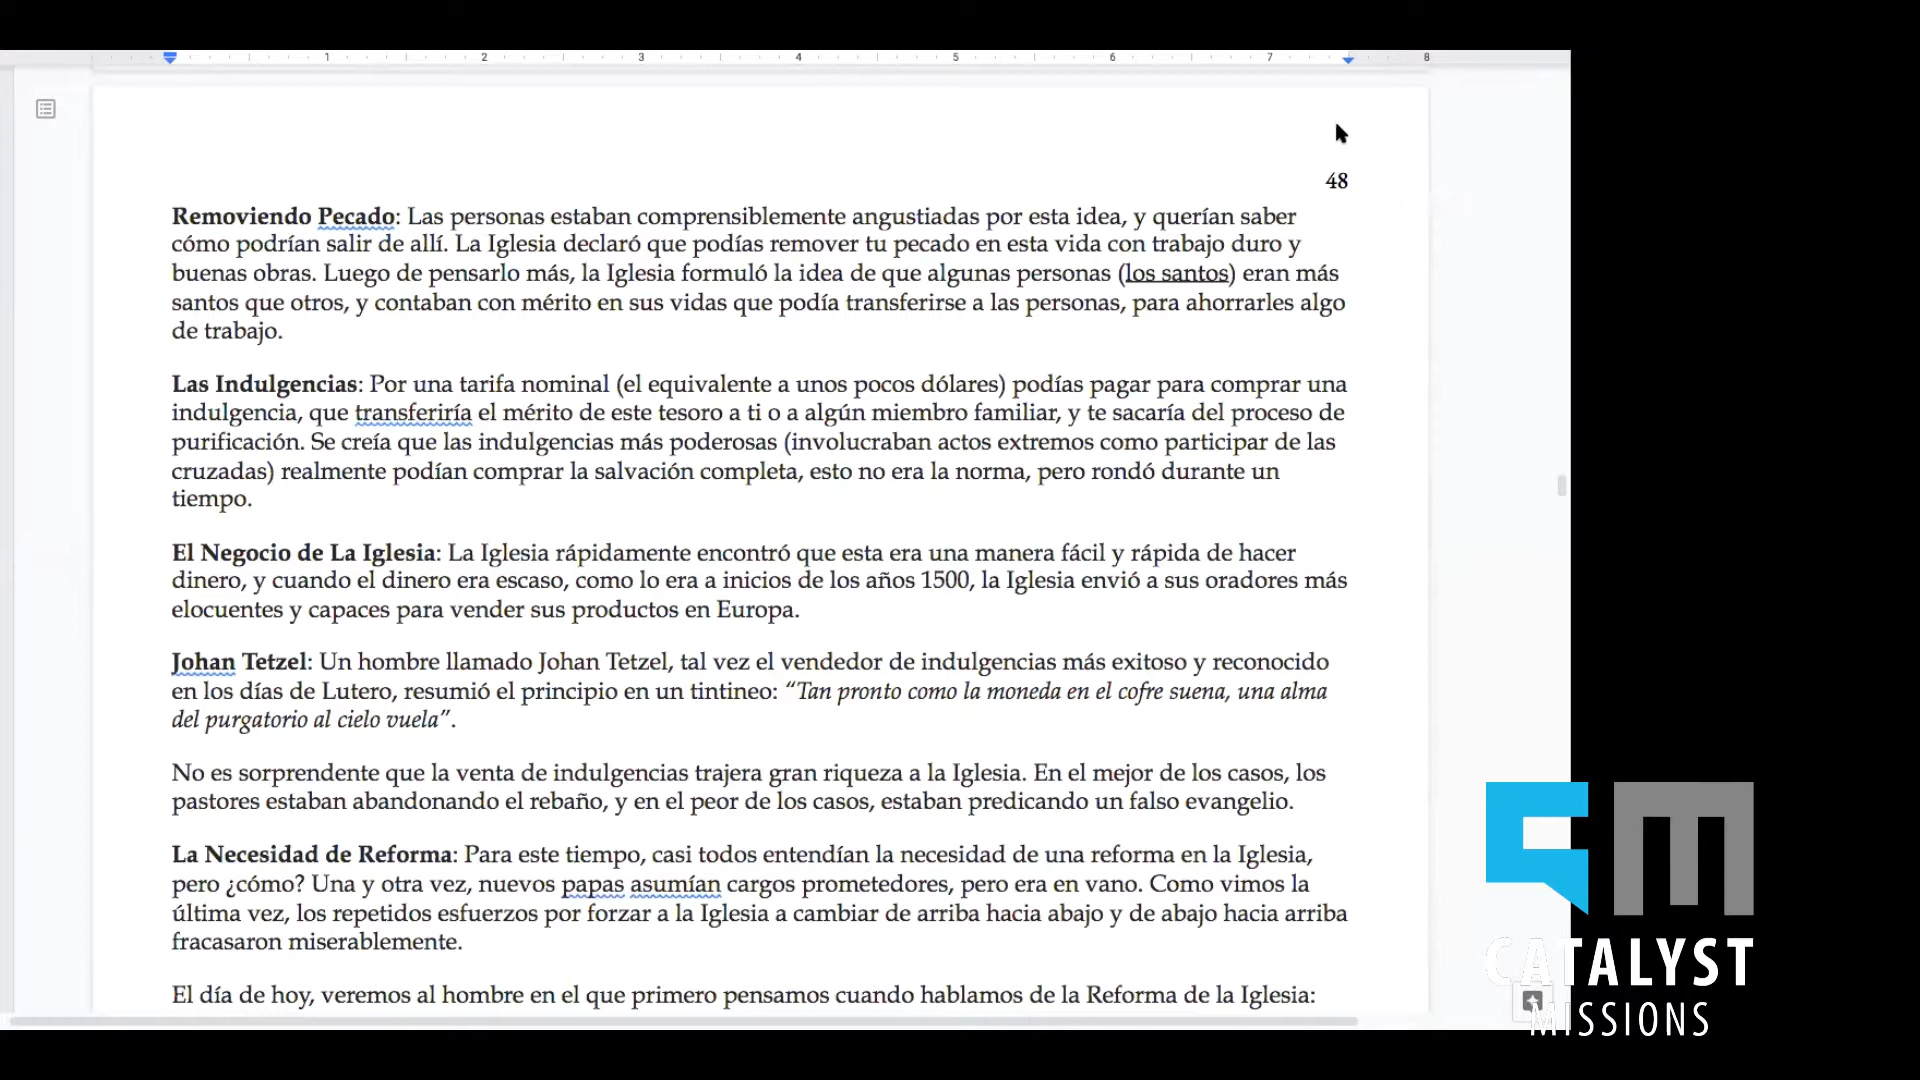 1 2 3 4 5 6 7 8
48
Removiendo Pecado: Las personas estaban comprensiblemente angustiadas por esta idea, y querían saber
cómo podrían salir de allí. La Iglesia declaró que podías remover tu pecado en esta vida con trabajo duro y
buenas obras. Luego de pensarlo más, la Iglesia formuló la idea de que algunas personas (los santos) eran más
santos que otros, y contaban con mérito en sus vidas que podía transferirse a las personas, para ahorrarles algo
de trabajo.
Las Indulgencias: Por una tarifa nominal (el equivalente a unos pocos dólares) podías pagar para comprar una
indulgencia, que transferiría el mérito de este tesoro a ti o a algún miembro familiar, y te sacaría del proceso de
purificación. Se creía que las indulgencias más poderosas (involucraban actos extremos como participar de las
cruzadas) realmente podían comprar la salvación completa, esto no era la norma, pero rondó durante un
tiempo.
El Negocio de La Iglesia: La Iglesia rápidamente encontró que esta era una manera fácil y rápida de hacer
dinero, y cuando el dinero era escaso, como lo era a inicios de los años 1500, la Iglesia envió a sus oradores más
elocuentes y capaces para vender sus productos en Europa.
Johan Tetzel: Un hombre llamado Johan Tetzel, tal vez el vendedor de indulgencias más exitoso y reconocido
en los días de Lutero, resumió el principio en un tintineo: “Tan pronto como la moneda en el cofre suena, una alma
del purgatorio al cielo vuela”.
No es sorprendente que la venta de indulgencias trajera gran riqueza a la Iglesia. En el mejor de los casos, los
pastores estaban abandonando el rebaño, y en el peor de los casos, estaban predicando un falso evangelio.
La Necesidad de Reforma: Para este tiempo, casi todos entendían la necesidad de una reforma en la Iglesia,
pero ¿cómo? Una y otra vez, nuevos papas asumían cargos prometedores, pero era en vano. Como vimos la
última vez, los repetidos esfuerzos por forzar a la Iglesia a cambiar de arriba hacia abajo y de abajo hacia arriba
fracasaron miserablemente.
El día de hoy, veremos al hombre en el que primero pensamos cuando hablamos de la Reforma de la Iglesia:
CATALYST
MISSIONS